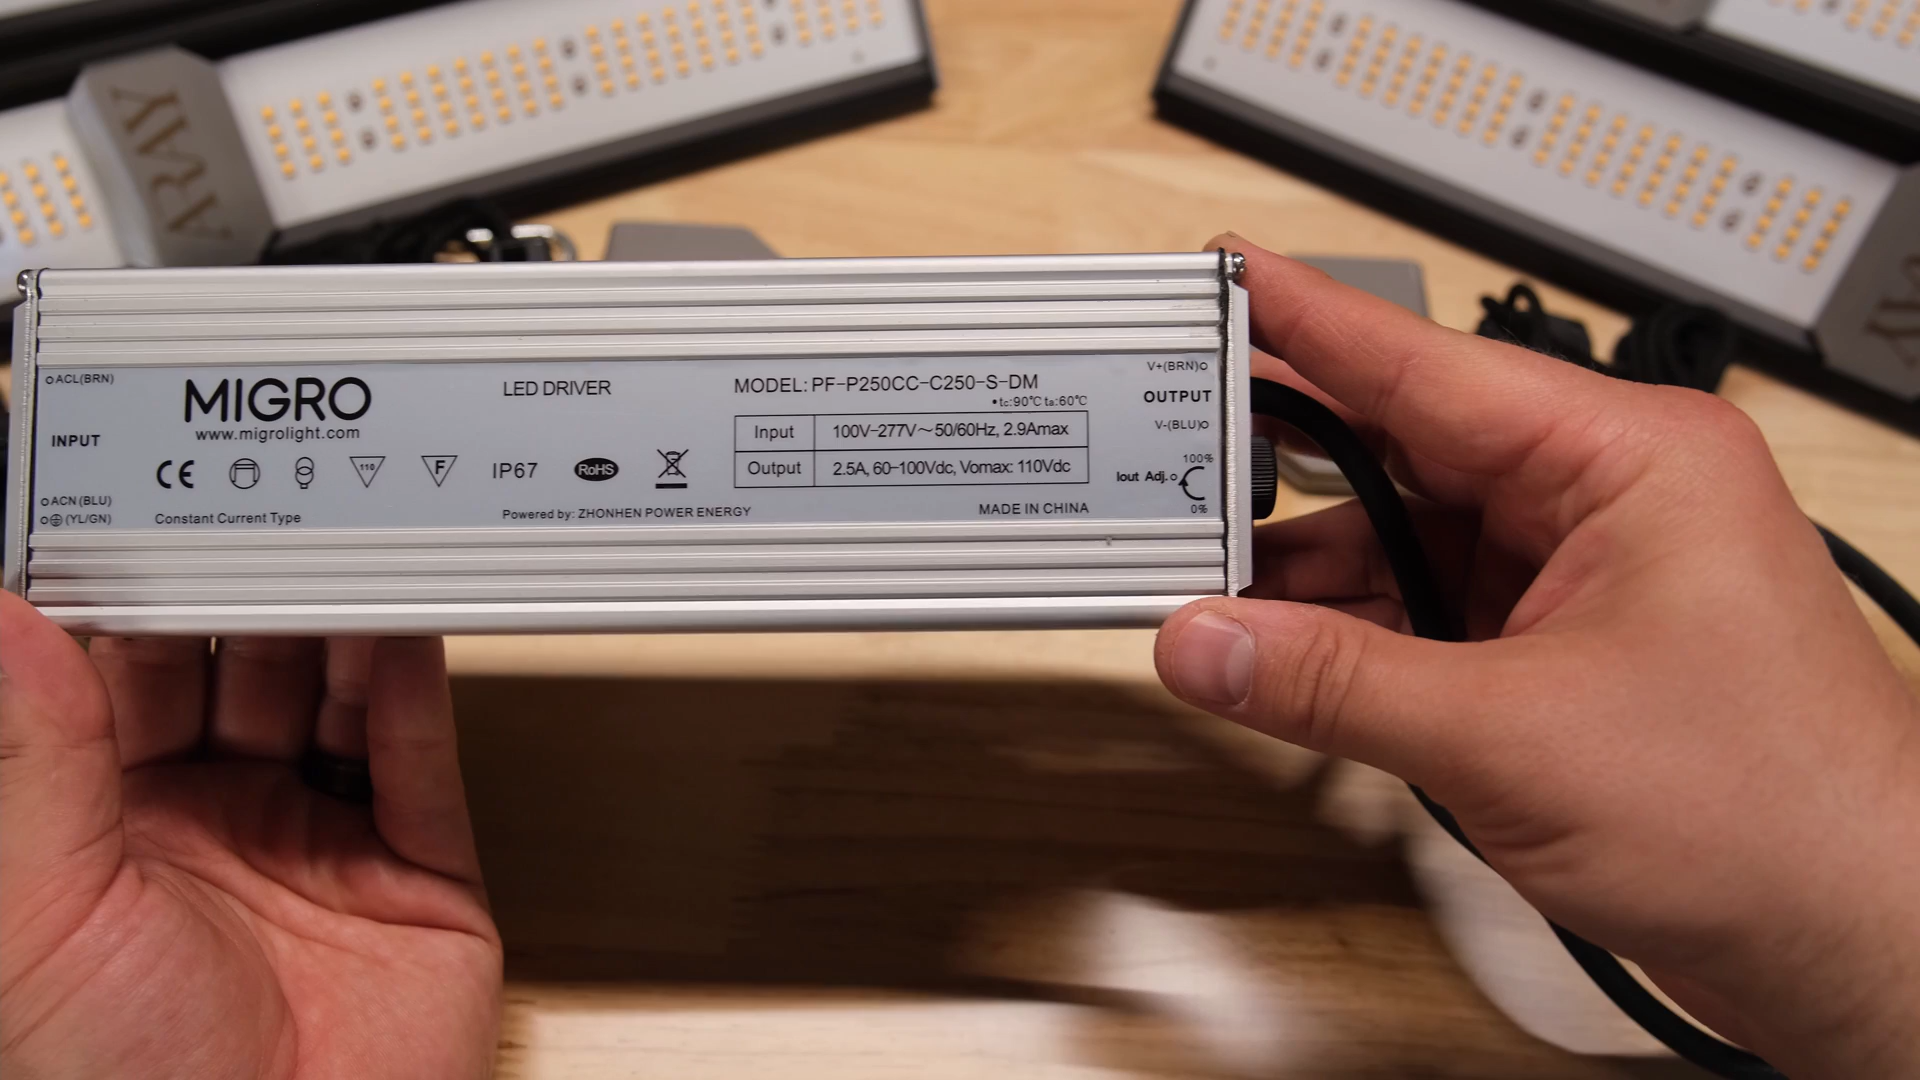 ARAY
ACL(BRN)
INPUT
ACN(BLU)
(YL/GN)
MIGRO
www.migrolight.com
CE
110
F
IP67
RoHS
Constant Current Type
LED DRIVER
Powered by: ZHONHEN POWER ENERGY
MODEL: PF-P250CC-C250-S-DM
•tc:90℃ ta:60℃
Input 100V-277V～50/60Hz, 2.9Amax
Output 2.5A, 60-100Vdc, Vomax: 110Vdc
MADE IN CHINA
V+(BRN)
OUTPUT
V-(BLU)
100%
Iout Adj.
0%